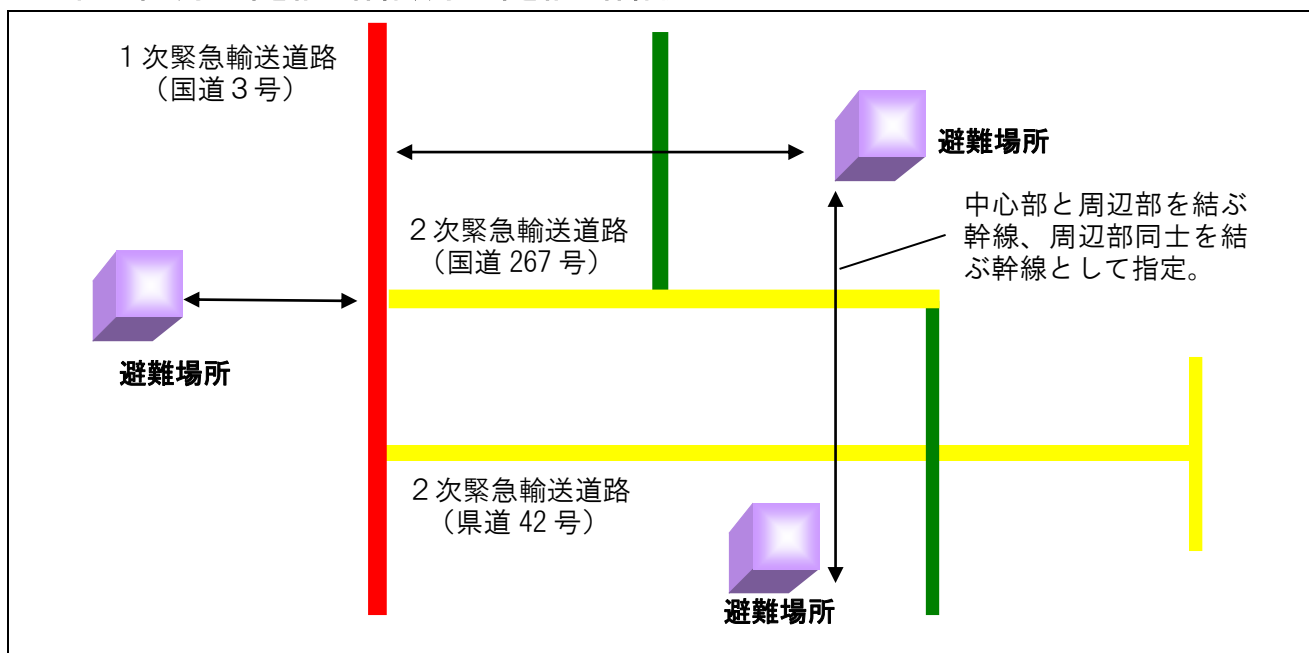 １次緊急輸送道路
（国道３号）
避難場所
２次緊急輸送道路
（国道 267 号）
中心部と周辺部を結ぶ
幹線、周辺部同士を結
ぶ幹線として指定。
避難場所
２次緊急輸送道路
（県道 42 号）
避難場所